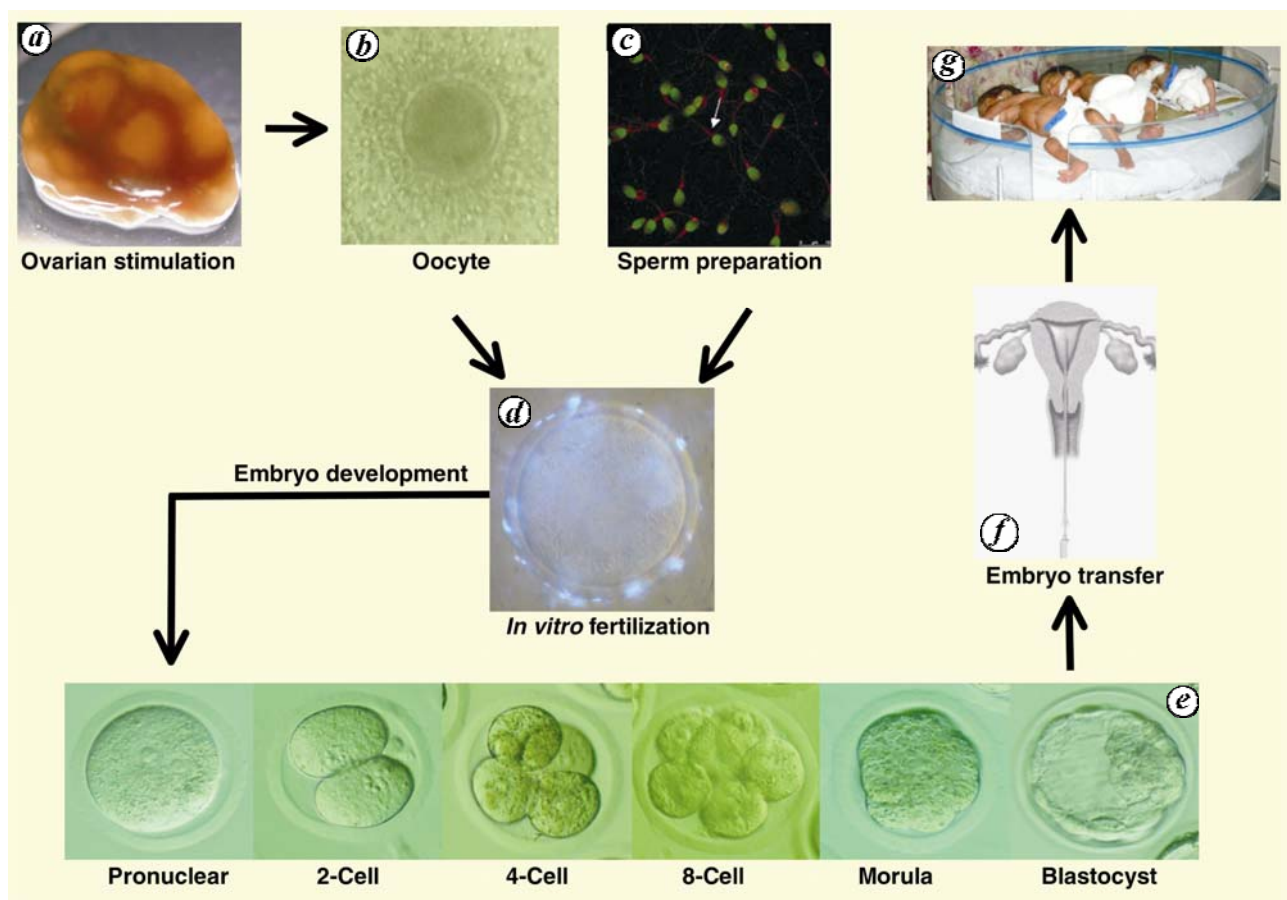 a
b
c
g
Ovarian stimulation
Oocyte
Sperm preparation
d
Embryo development
In vitro fertilization
f
Embryo transfer
e
Pronuclear
2-Cell
4-Cell
8-Cell
Morula
Blastocyst